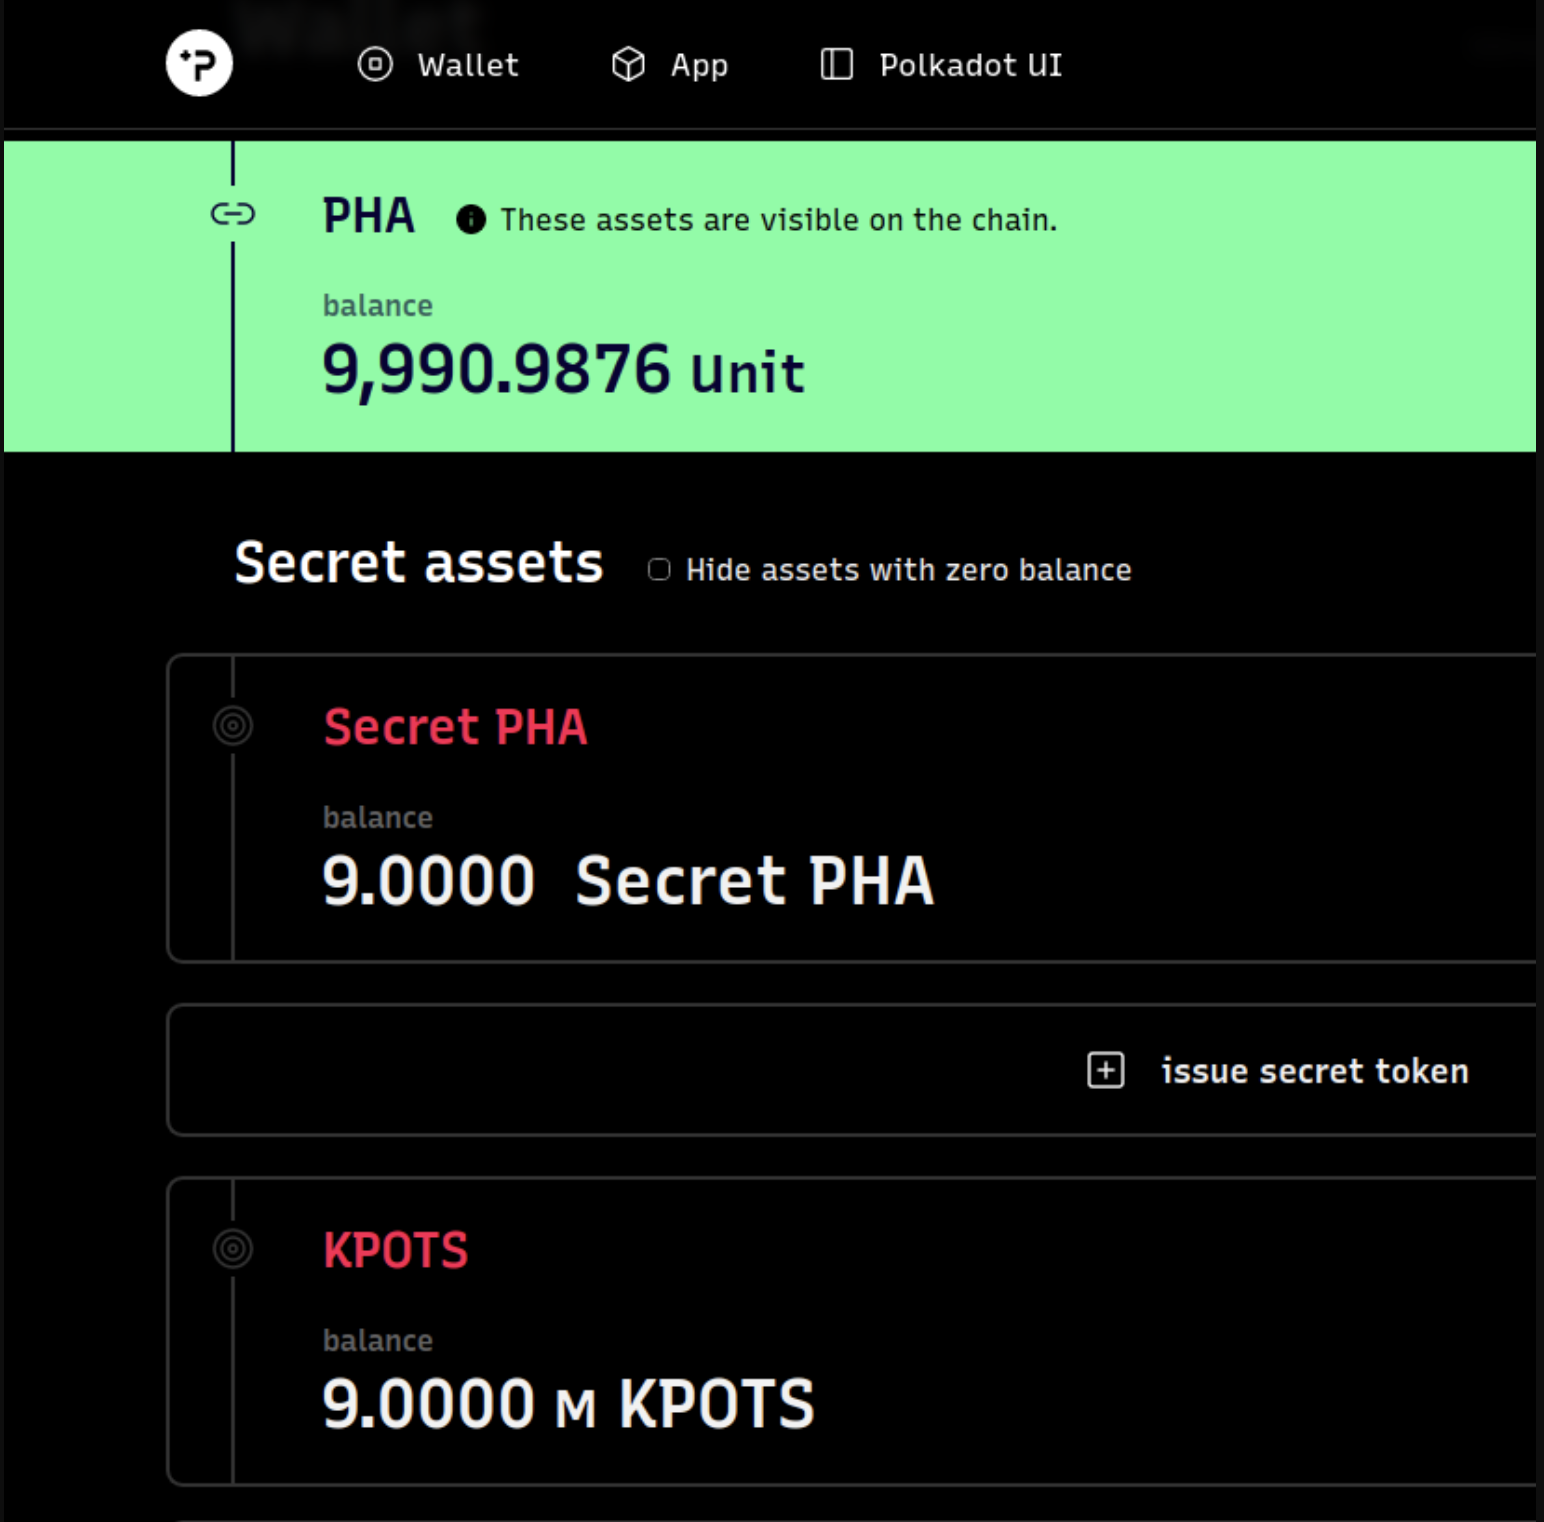 Wallet App Polkadot UI
PHA These assets are visible on the chain.
balance
9,990.9876 Unit
Secret assets Hide assets with zero balance
Secret PHA
balance
9.0000 Secret PHA
issue secret token
KPOTS
balance
9.0000 M KPOTS